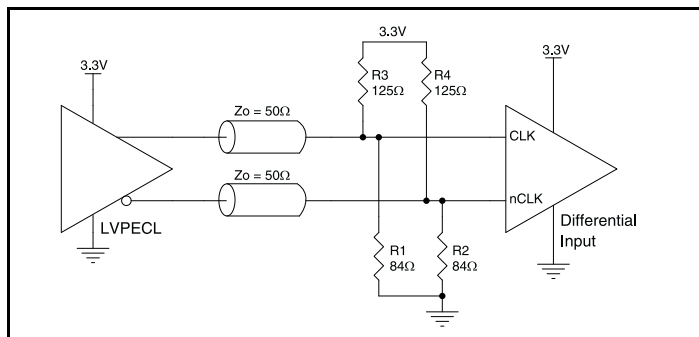 3.3V
3.3V
3.3V
R3
125Ω
R4
125Ω
Zo = 50Ω
CLK
Zo = 50Ω
nCLK
LVPECL
Differential
Input
R1
84Ω
R2
84Ω